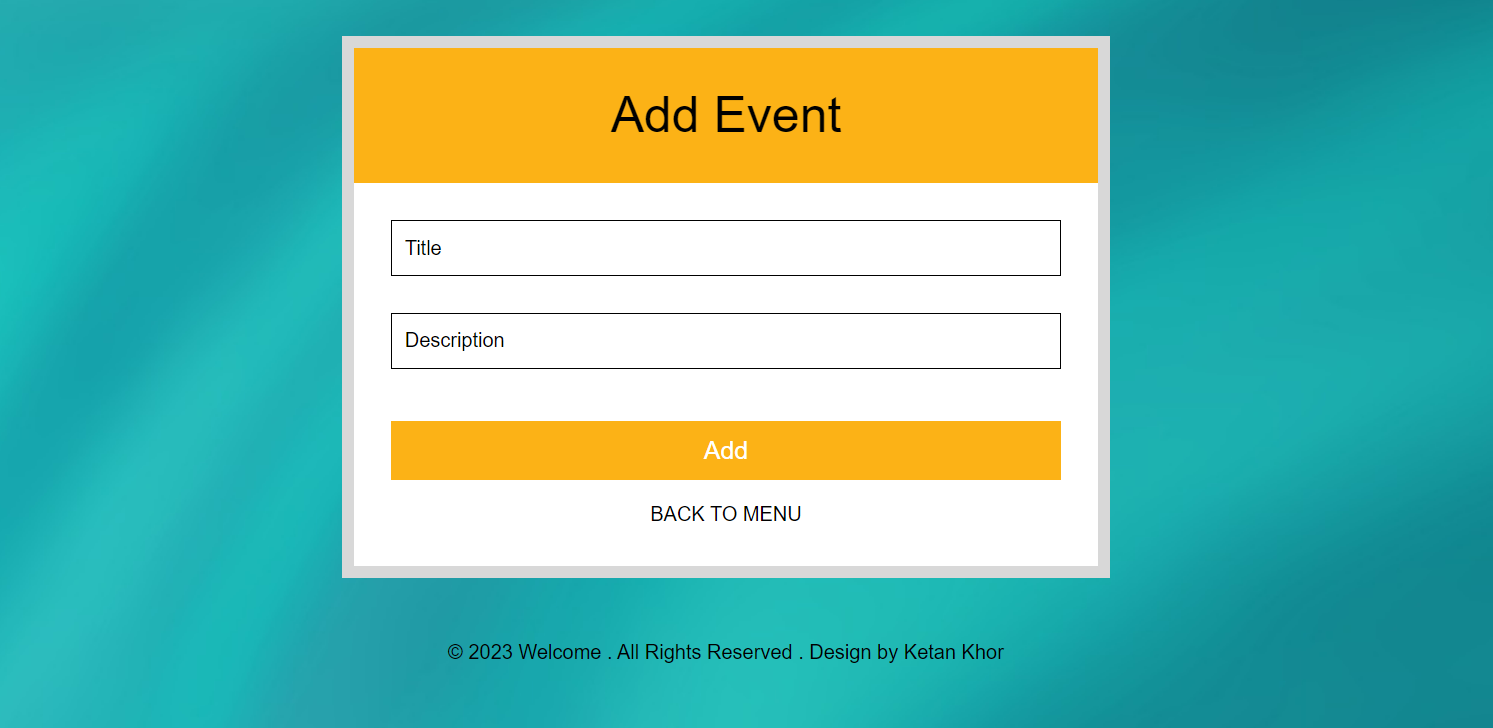 Add Event
Title
Description
Add
BACK TO MENU
© 2023 Welcome . All Rights Reserved . Design by Ketan Khor